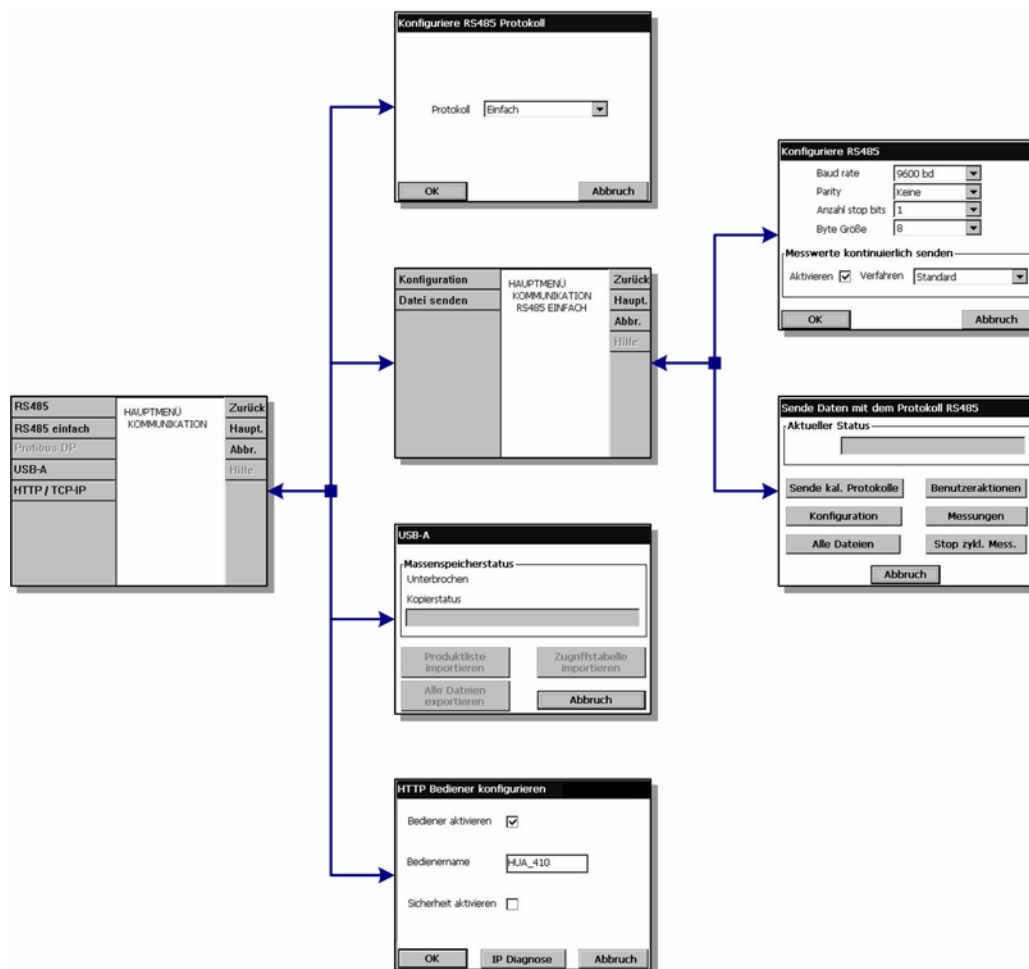 Konfiguriere RS485 Protokoll
Protokoll Einfach
OK Abbruch
Konfiguriere RS485
Baud rate 9600 bd
Parity Keine
Anzahl stop bits 1
Byte Größe 8
Messwerte kontinuierlich senden
Aktivieren Verfahren Standard
OK Abbruch
Konfiguration
Datei senden
HAUPTMENÜ
KOMMUNIKATION
RS485 EINFACH
Zurück
Haupt.
Abbr.
Hilfe
RS485
RS485 einfach
Profibus DP
USB-A
HTTP / TCP-IP
HAUPTMENÜ
KOMMUNIKATION
Zurück
Haupt.
Abbr.
Hilfe
Sende Daten mit dem Protokoll RS485
Aktueller Status
Sende kal. Protokolle Benutzeraktionen
Konfiguration Messungen
Alle Dateien Stop zykl. Mess.
Abbruch
USB-A
Massenspeicherstatus
Unterbrochen
Kopierstatus
Produktliste
importieren
Zugriffstabelle
importieren
Alle Dateien
exportieren
Abbruch
HTTP Bediener konfigurieren
Bediener aktivieren
Bedienername HUA_410
Sicherheit aktivieren
OK IP Diagnose Abbruch